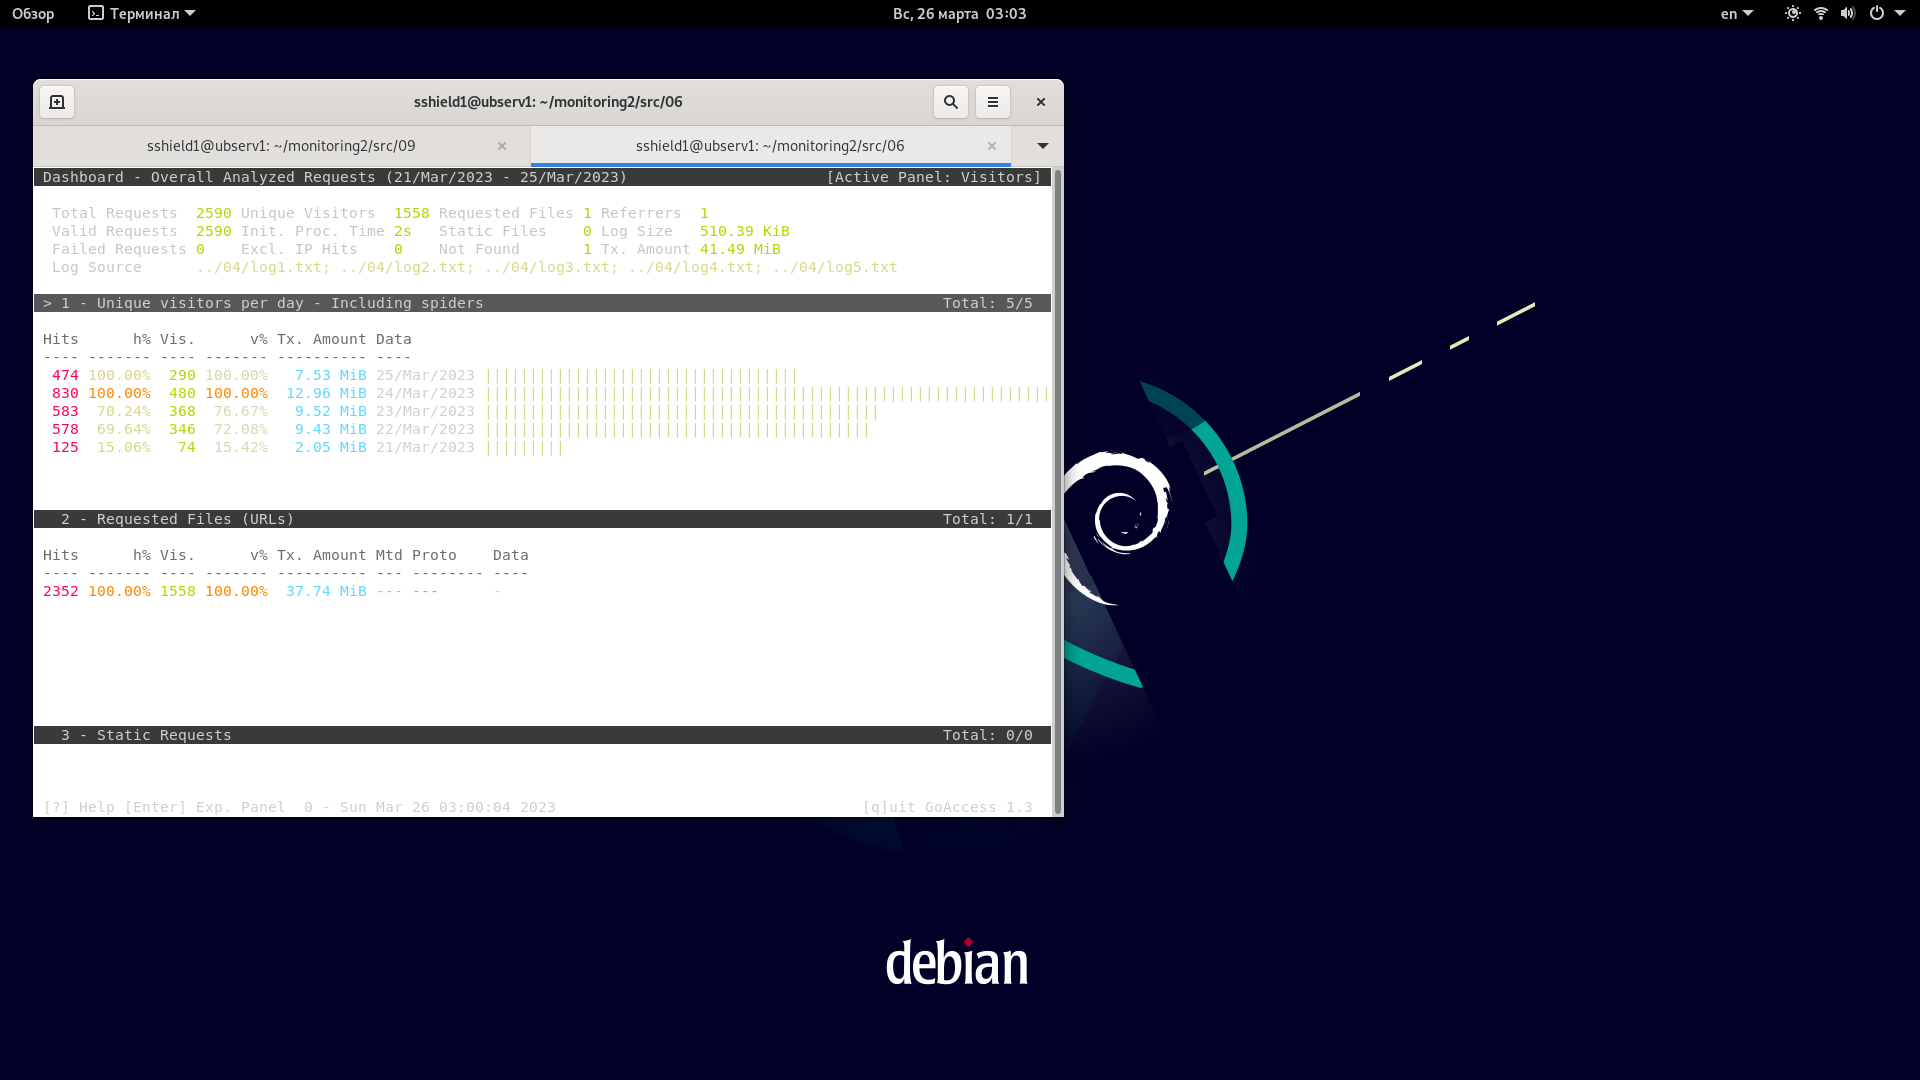 Обзор Терминал Вс, 26 марта 03:03 en
sshield1@ubserv1: ~/monitoring2/src/06
sshield1@ubserv1: ~/monitoring2/src/09 sshield1@ubserv1: ~/monitoring2/src/06
Dashboard - Overall Analyzed Requests (21/Mar/2023 - 25/Mar/2023) [Active Panel: Visitors]
Total Requests 2590 Unique Visitors 1558 Requested Files 1 Referrers 1
Valid Requests 2590 Init. Proc. Time 2s Static Files 0 Log Size 510.39 KiB
Failed Requests 0 Excl. IP Hits 0 Not Found 1 Tx. Amount 41.49 MiB
Log Source ../04/log1.txt; ../04/log2.txt; ../04/log3.txt; ../04/log4.txt; ../04/log5.txt
> 1 - Unique visitors per day - Including spiders Total: 5/5
Hits h% Vis. v% Tx. Amount Data
---- ------- ---- ------- ---------- ----
474 100.00% 290 100.00% 7.53 MiB 25/Mar/2023 |||||||||||||||||||||||||||||||||||
830 100.00% 480 100.00% 12.96 MiB 24/Mar/2023 |||||||||||||||||||||||||||||||||||||||||||||||||||||||||||||||
583 70.24% 368 76.67% 9.52 MiB 23/Mar/2023 ||||||||||||||||||||||||||||||||||||||||||||
578 69.64% 346 72.08% 9.43 MiB 22/Mar/2023 |||||||||||||||||||||||||||||||||||||||||||
125 15.06% 74 15.42% 2.05 MiB 21/Mar/2023 |||||||||
2 - Requested Files (URLs) Total: 1/1
Hits h% Vis. v% Tx. Amount Mtd Proto Data
---- ------- ---- ------- ---------- --- -------- ----
2352 100.00% 1558 100.00% 37.74 MiB --- --- -
3 - Static Requests Total: 0/0
[?] Help [Enter] Exp. Panel 0 - Sun Mar 26 03:00:04 2023 [q]uit GoAccess 1.3
debian